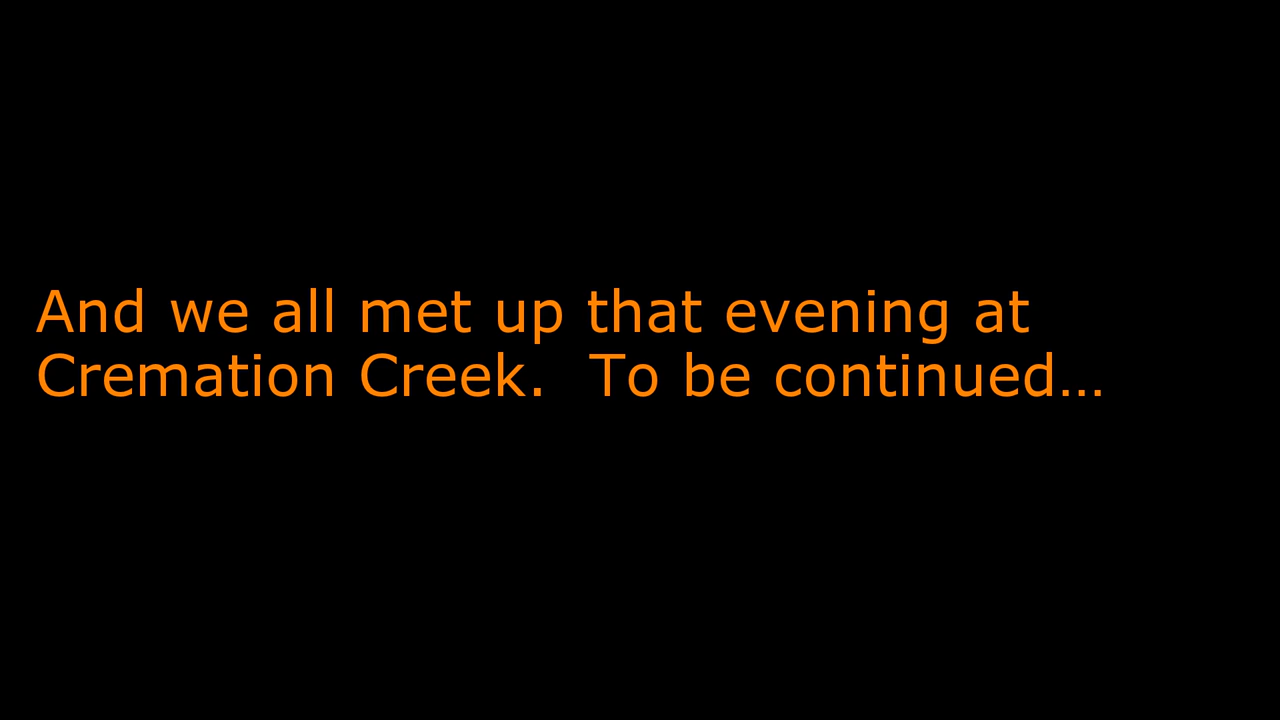 And we all met up that evening at
Cremation Creek.  To be continued…